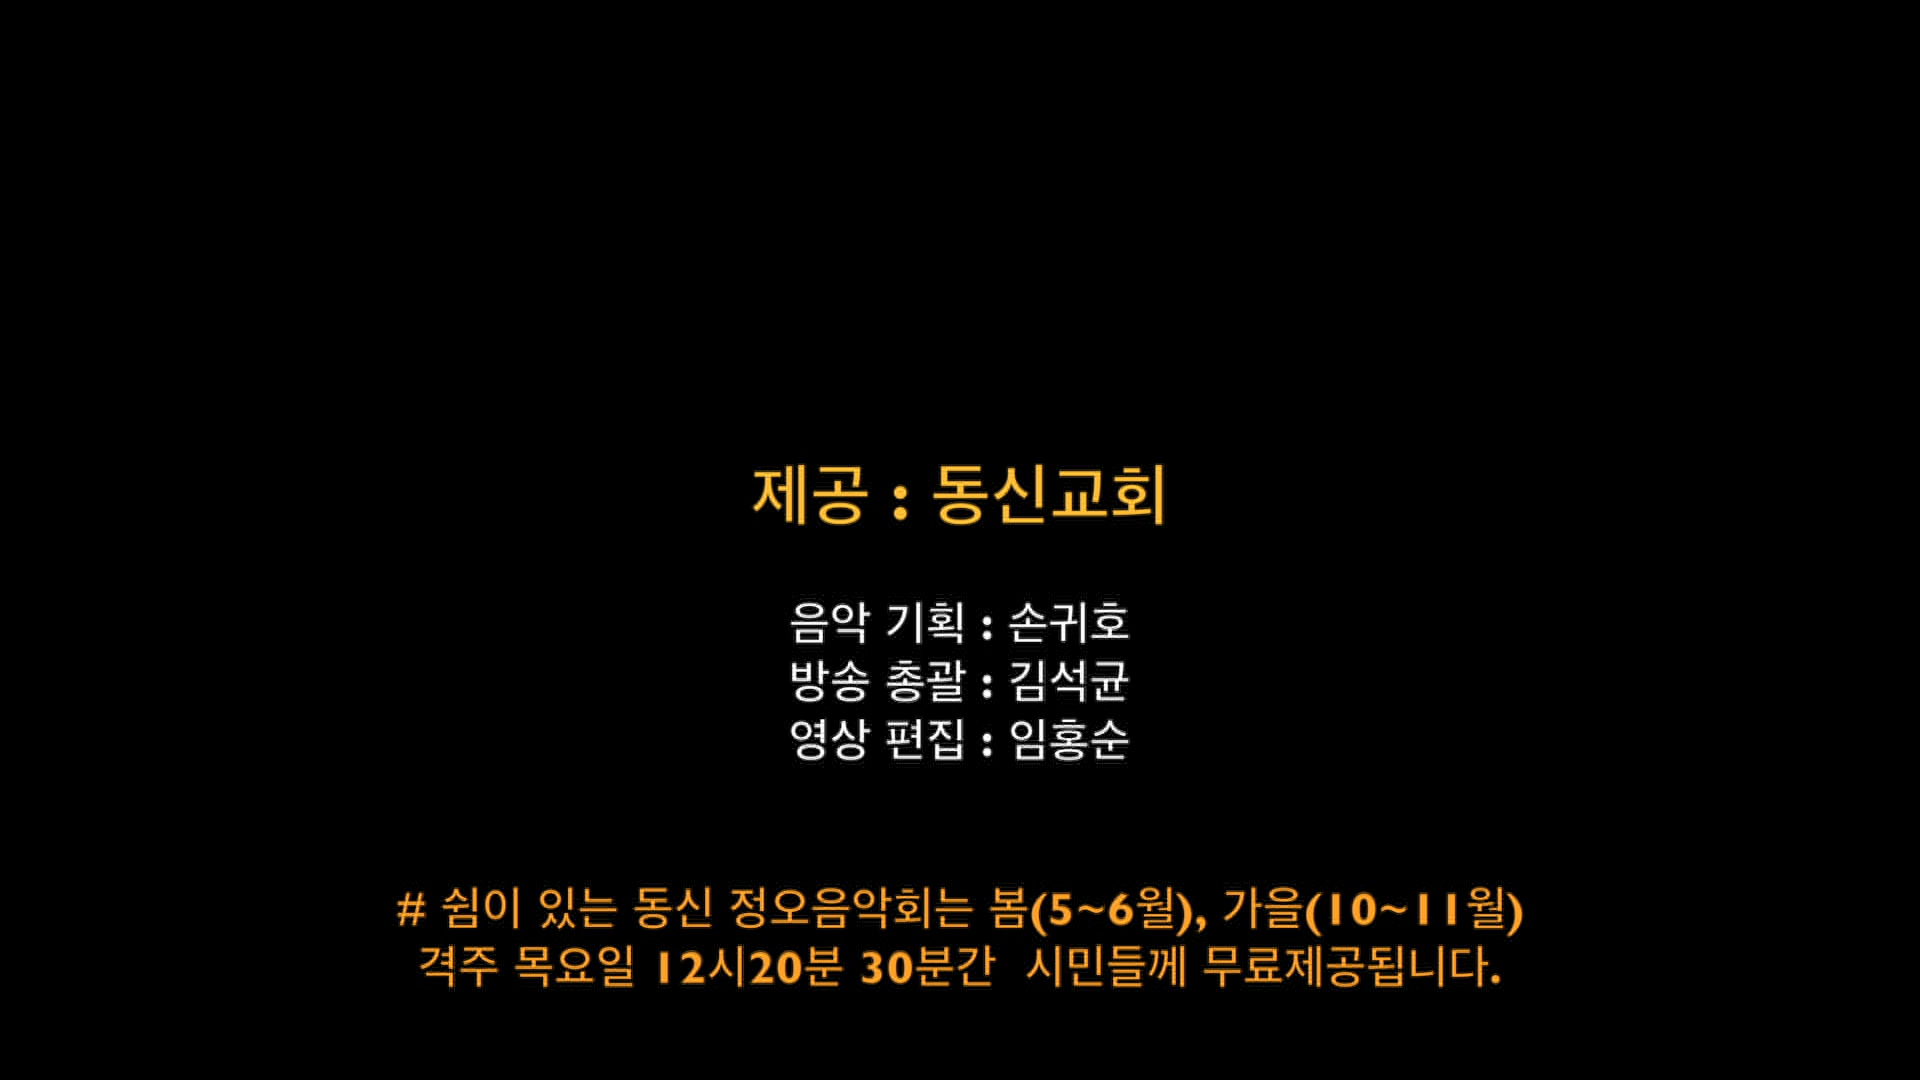 제공 : 동신교회
음악 기획 : 손귀호
방송 총괄 : 김석균
영상 편집 : 임홍순
# 쉼이 있는 동신 정오음악회는 봄(5~6월), 가을(10~11월)
격주 목요일 12시20분 30분간  시민들께 무료제공됩니다.